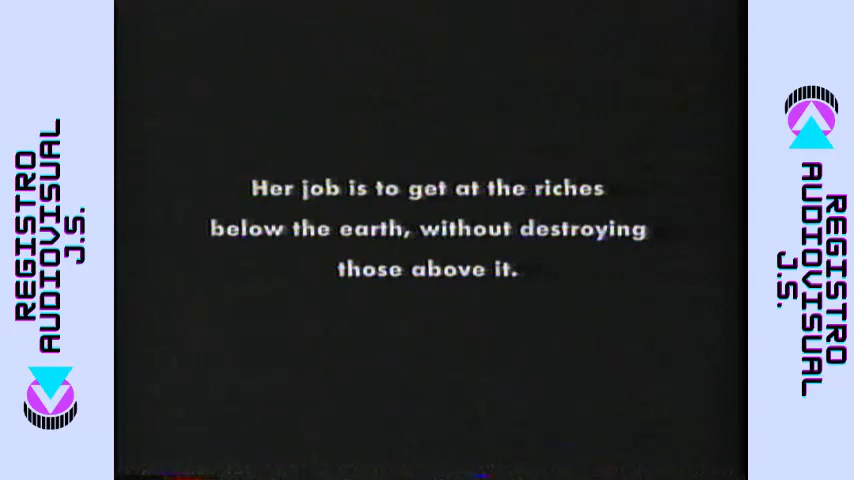 REGISTRO
AUDIOVISUAL
J.S.
Her job is to get at the riches
below the earth, without destroying
those above it.
REGISTRO
AUDIOVISUAL
J.S.